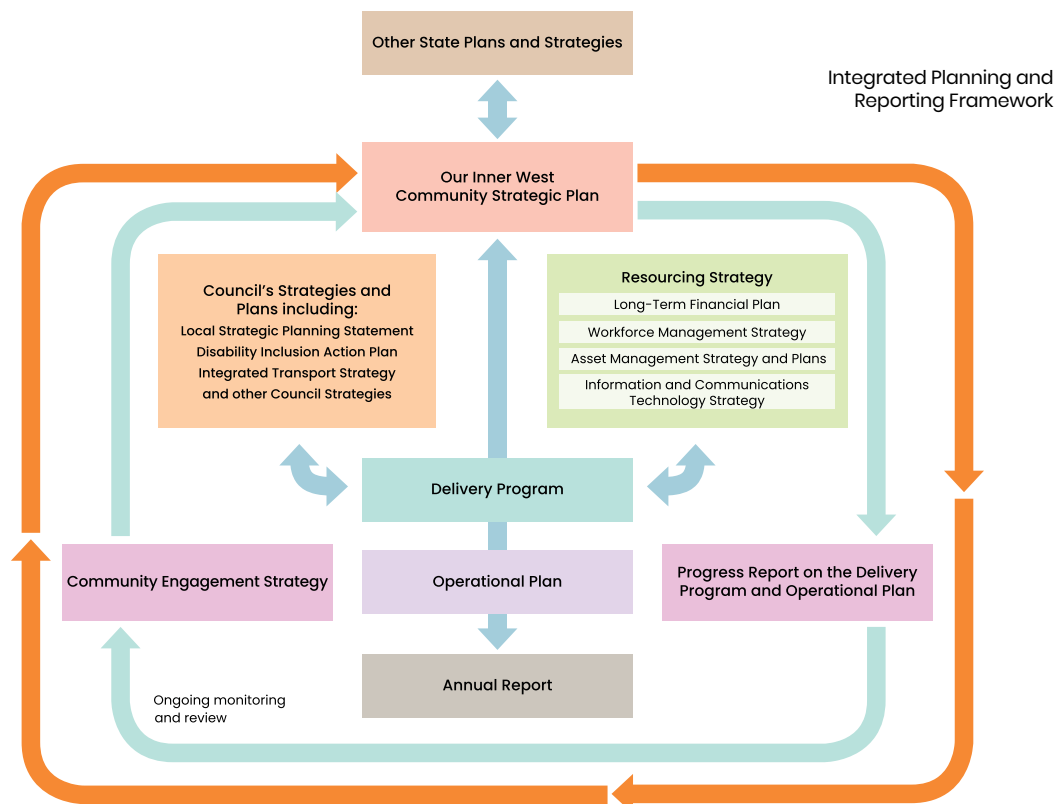 Other State Plans and Strategies
Integrated Planning and
Reporting Framework
Our Inner West
Community Strategic Plan
Council’s Strategies and
Plans including:
Local Strategic Planning Statement
Disability Inclusion Action Plan
Integrated Transport Strategy
and other Council Strategies
Resourcing Strategy
Long-Term Financial Plan
Workforce Management Strategy
Asset Management Strategy and Plans
Information and Communications
Technology Strategy
Delivery Program
Community Engagement Strategy
Operational Plan
Progress Report on the Delivery
Program and Operational Plan
Annual Report
Ongoing monitoring
and review